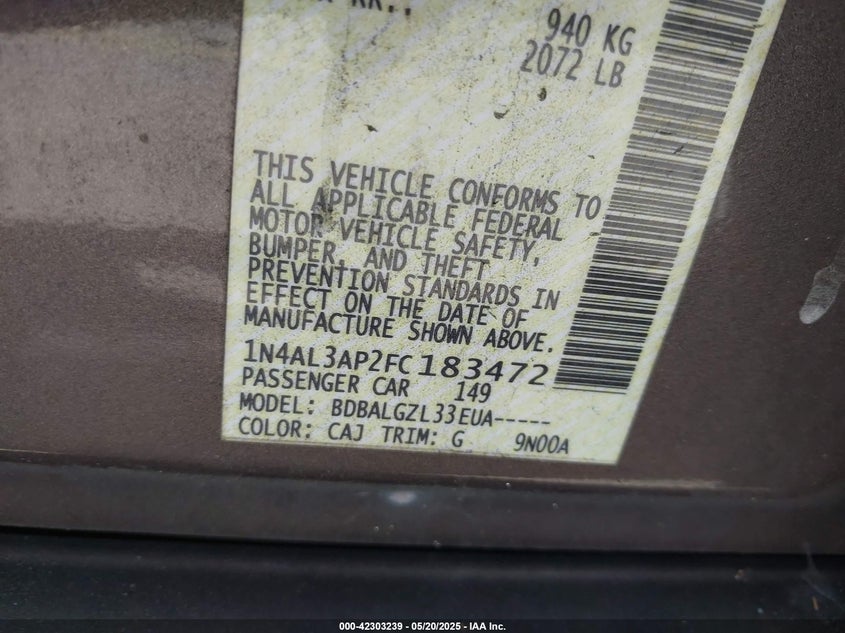 940 KG
2072 LB
THIS VEHICLE CONFORMS TO
ALL APPLICABLE FEDERAL
MOTOR VEHICLE SAFETY,
BUMPER, AND THEFT
PREVENTION STANDARDS IN
EFFECT ON THE DATE OF
MANUFACTURE SHOWN ABOVE.
1N4AL3AP2FC183472
PASSENGER CAR 149
MODEL: BDBALGZL33EUA-----
COLOR: CAJ TRIM: G 9N00A
000-42303239 - 05/20/2025 - IAA Inc.